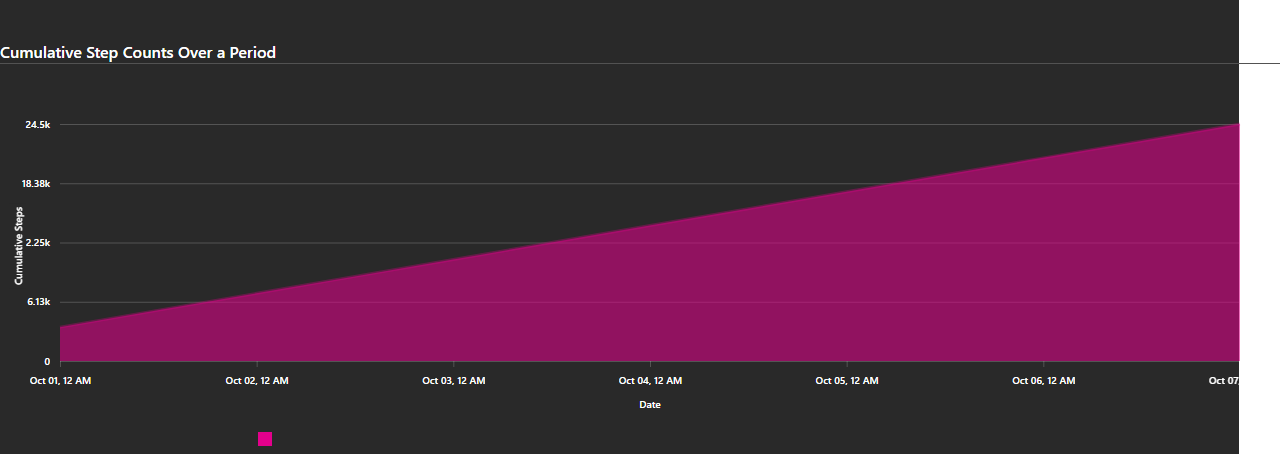 Cumulative Step Counts Over a Period
24.5k
18.38k
2.25k
6.13k
0
Cumulative Steps
Oct 01, 12 AM
Oct 02, 12 AM
Oct 03, 12 AM
Oct 04, 12 AM
Oct 05, 12 AM
Oct 06, 12 AM
Oct 07,
Date